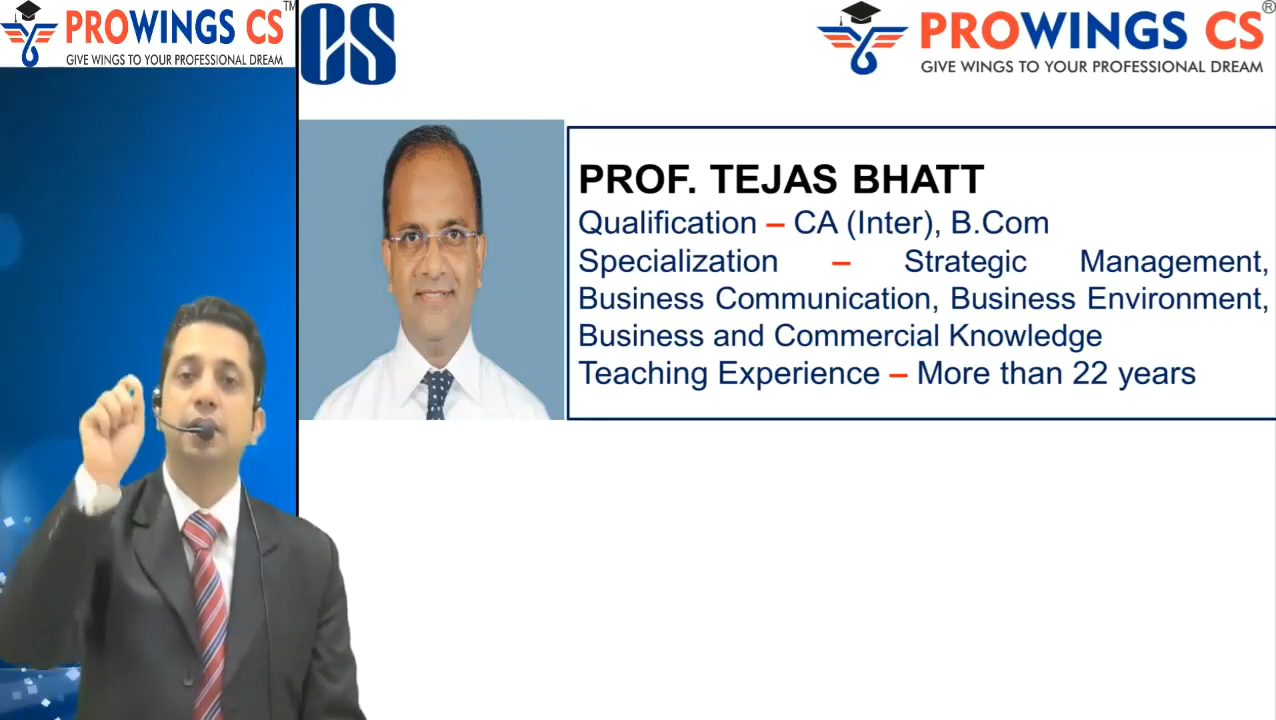 PROWINGS CS TM
GIVE WINGS TO YOUR PROFESSIONAL DREAM
CS
PROWINGS CS ®
GIVE WINGS TO YOUR PROFESSIONAL DREAM
PROF. TEJAS BHATT
Qualification – CA (Inter), B.Com
Specialization – Strategic Management,
Business Communication, Business Environment,
Business and Commercial Knowledge
Teaching Experience – More than 22 years